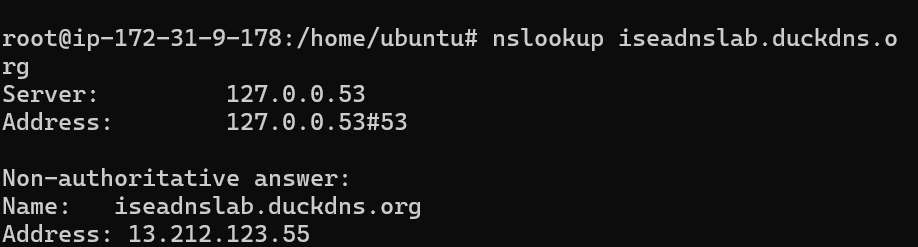 root@ip-172-31-9-178:/home/ubuntu# nslookup iseadnslab.duckdns.o
rg
Server:         127.0.0.53
Address:        127.0.0.53#53

Non-authoritative answer:
Name:   iseadnslab.duckdns.org
Address: 13.212.123.55